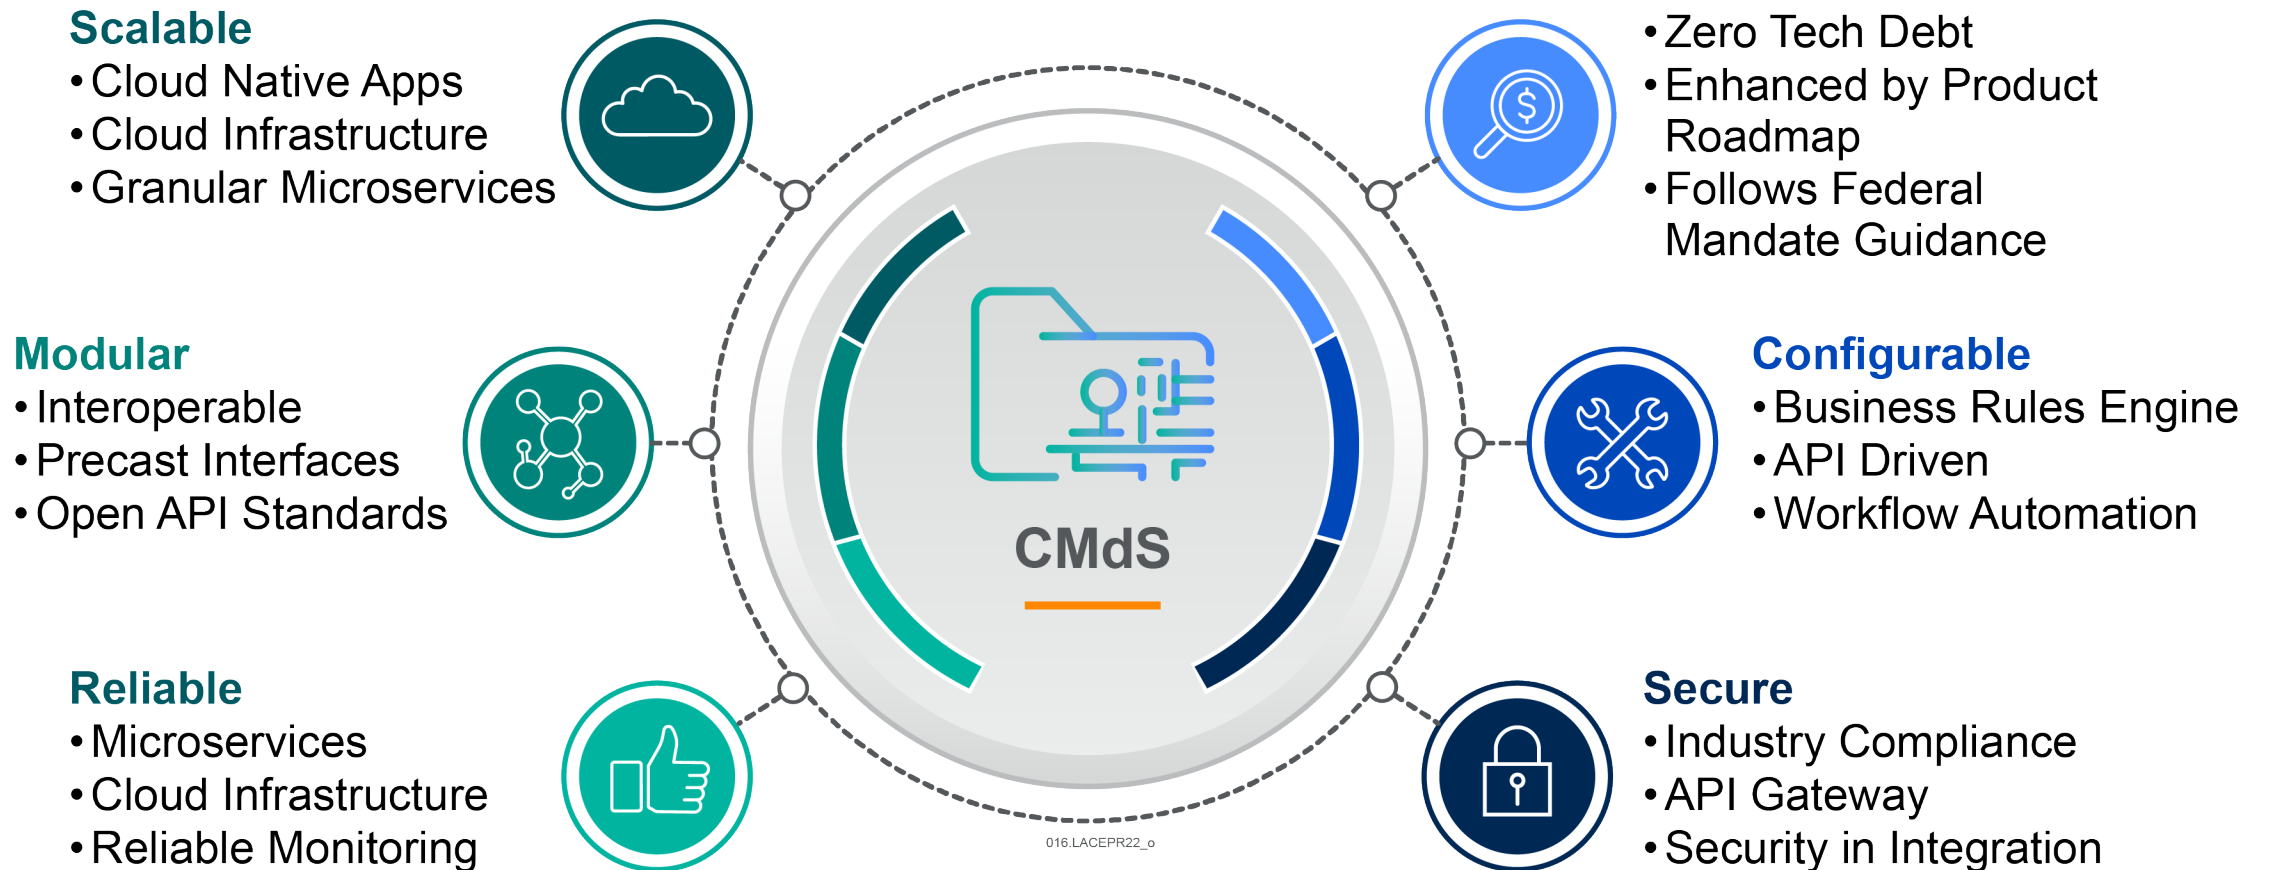 Scalable
• Cloud Native Apps
• Cloud Infrastructure
• Granular Microservices
• Zero Tech Debt
• Enhanced by Product
Roadmap
• Follows Federal
Mandate Guidance
$
Modular
• Interoperable
• Precast Interfaces
• Open API Standards
Configurable
• Business Rules Engine
• API Driven
• Workflow Automation
CMdS
Reliable
• Microservices
• Cloud Infrastructure
• Reliable Monitoring
Secure
• Industry Compliance
• API Gateway
• Security in Integration
016.LACEPR22_o